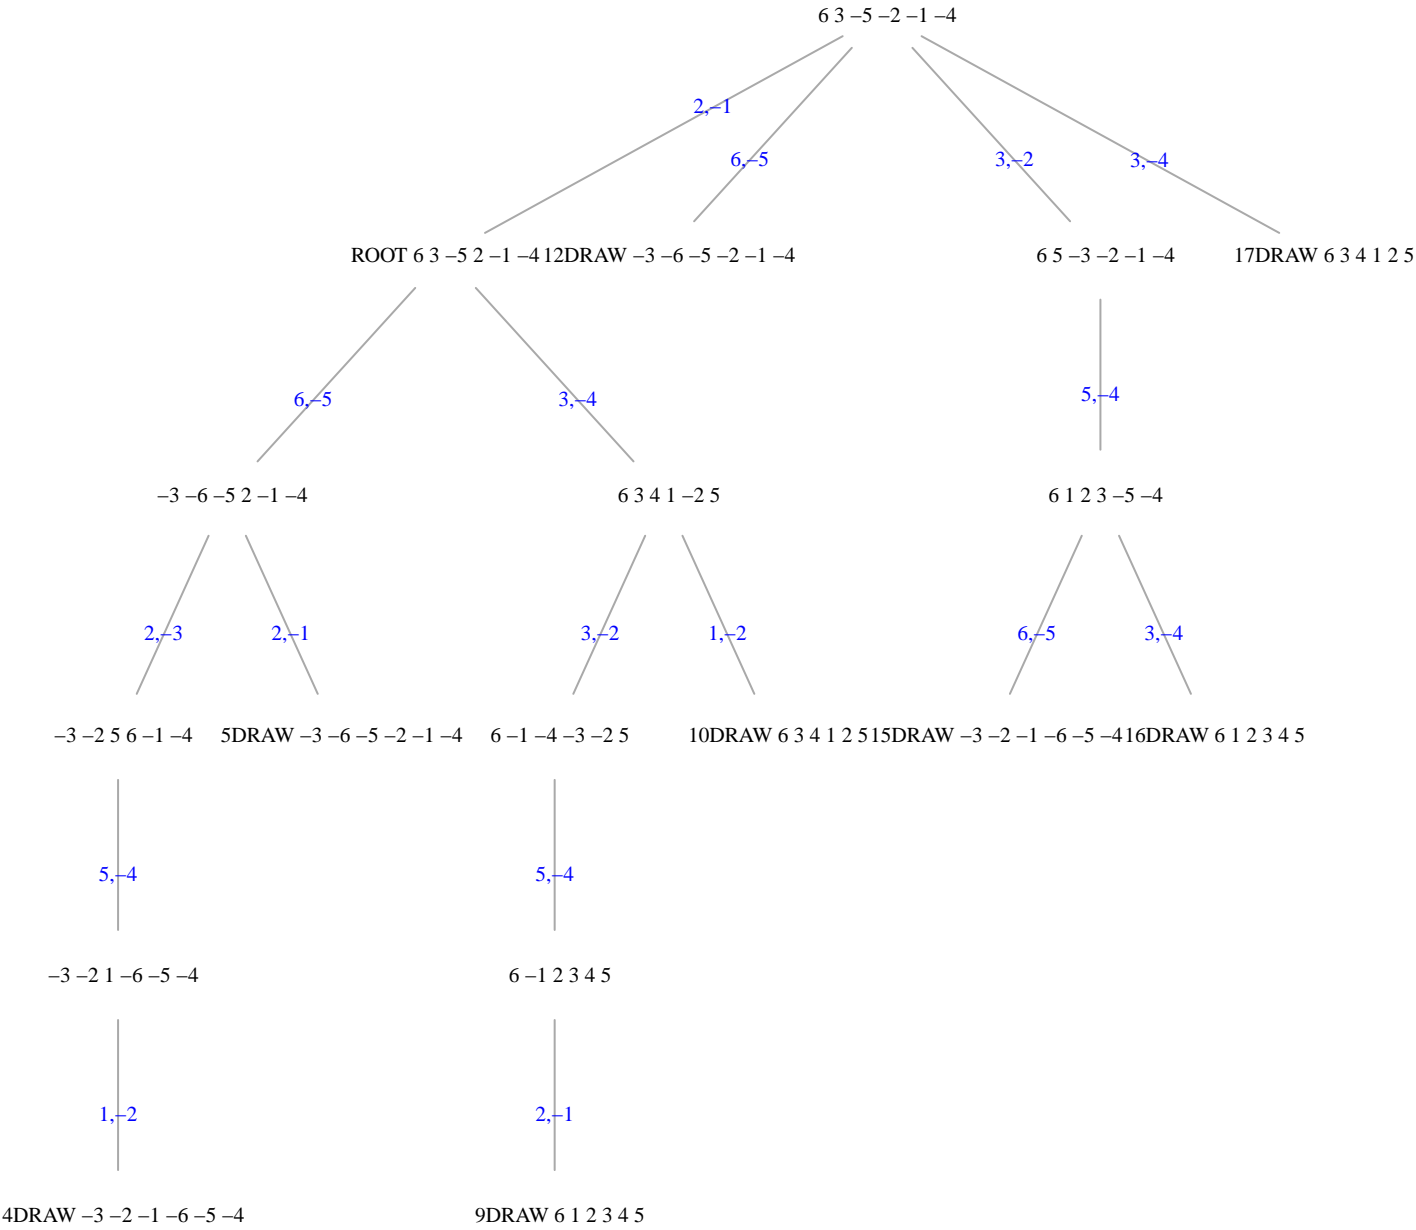 6 3 –5 –2 –1 –4
2,–1
6,–5
3,–2
3,–4
ROOT 6 3 –5 2 –1 –4
12DRAW –3 –6 –5 –2 –1 –4
6 5 –3 –2 –1 –4
17DRAW 6 3 4 1 2 5
6,–5
3,–4
5,–4
–3 –6 –5 2 –1 –4
6 3 4 1 –2 5
6 1 2 3 –5 –4
2,–3
2,–1
3,–2
1,–2
6,–5
3,–4
–3 –2 5 6 –1 –4
5DRAW –3 –6 –5 –2 –1 –4
6 –1 –4 –3 –2 5
10DRAW 6 3 4 1 2 5
15DRAW –3 –2 –1 –6 –5 –4
16DRAW 6 1 2 3 4 5
5,–4
5,–4
–3 –2 1 –6 –5 –4
6 –1 2 3 4 5
1,–2
2,–1
4DRAW –3 –2 –1 –6 –5 –4
9DRAW 6 1 2 3 4 5